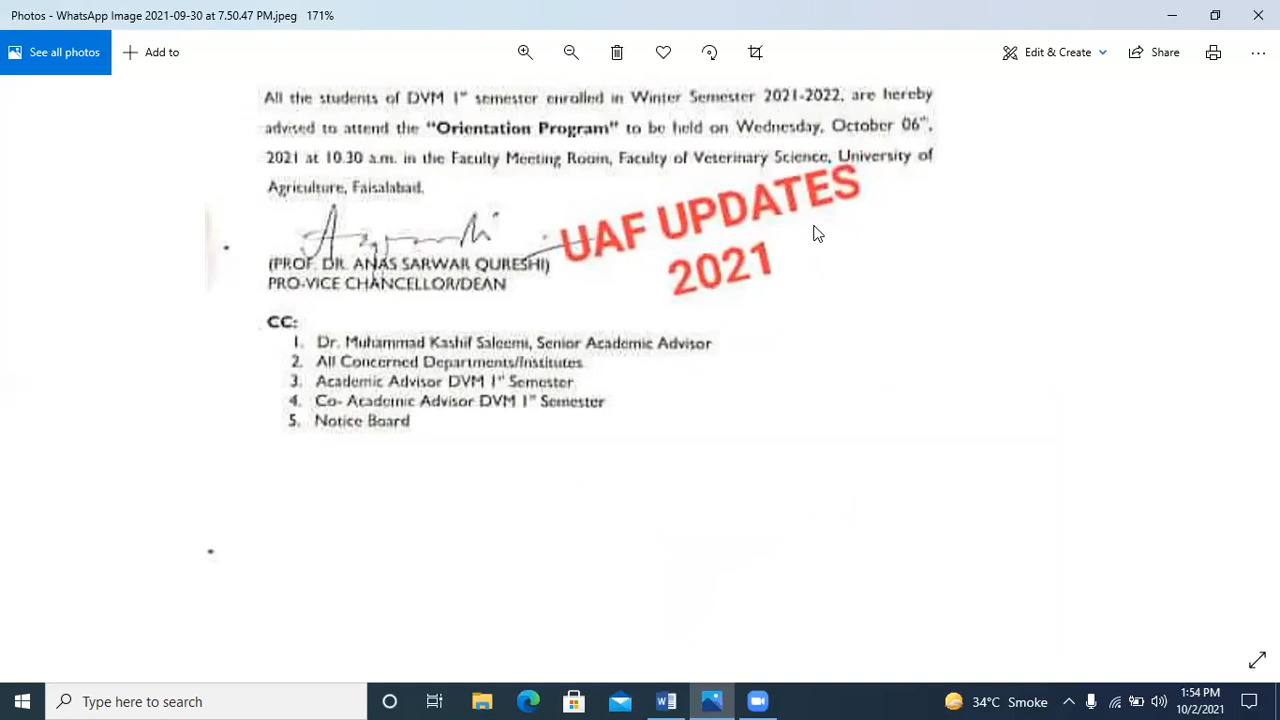 Photos - WhatsApp Image 2021-09-30 at 7.50.47 PM.jpeg 171%
See all photos
Add to
Edit & Create
Share
All the students of DVM 1st semester enrolled in Winter Semester 2021-2022, are hereby
advised to attend the "Orientation Program" to be held on Wednesday, October 06th,
2021 at 10.30 a.m. in the Faculty Meeting Room, Faculty of Veterinary Science, University of
Agriculture, Faisalabad.
UAF UPDATES
2021
(PROF. DR. ANAS SARWAR QURESHI)
PRO-VICE CHANCELLOR/DEAN
CC:
1. Dr. Muhammad Kashif Saleemi, Senior Academic Advisor
2. All Concerned Departments/Institutes
3. Academic Advisor DVM 1st Semester
4. Co- Academic Advisor DVM 1st Semester
5. Notice Board
Type here to search
34°C Smoke
1:54 PM
10/2/2021